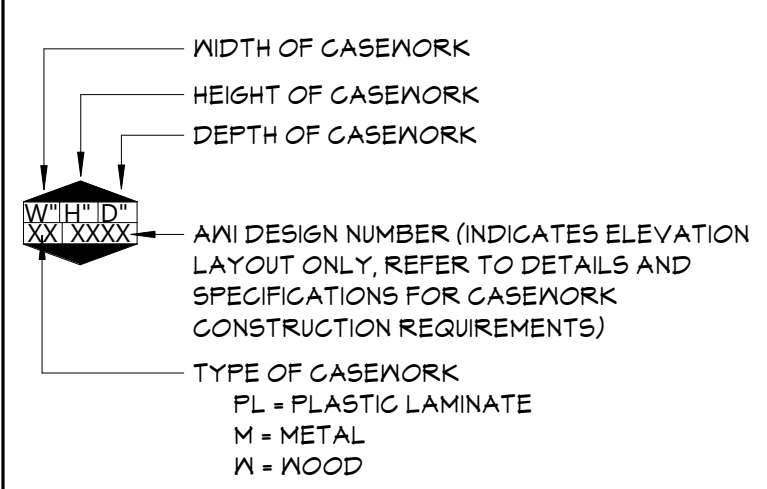 WIDTH OF CASEWORK
HEIGHT OF CASEWORK
DEPTH OF CASEWORK
W" H" D"
XX XXXX
AWI DESIGN NUMBER (INDICATES ELEVATION
LAYOUT ONLY, REFER TO DETAILS AND
SPECIFICATIONS FOR CASEWORK
CONSTRUCTION REQUIREMENTS)
TYPE OF CASEWORK
PL = PLASTIC LAMINATE
M = METAL
W = WOOD